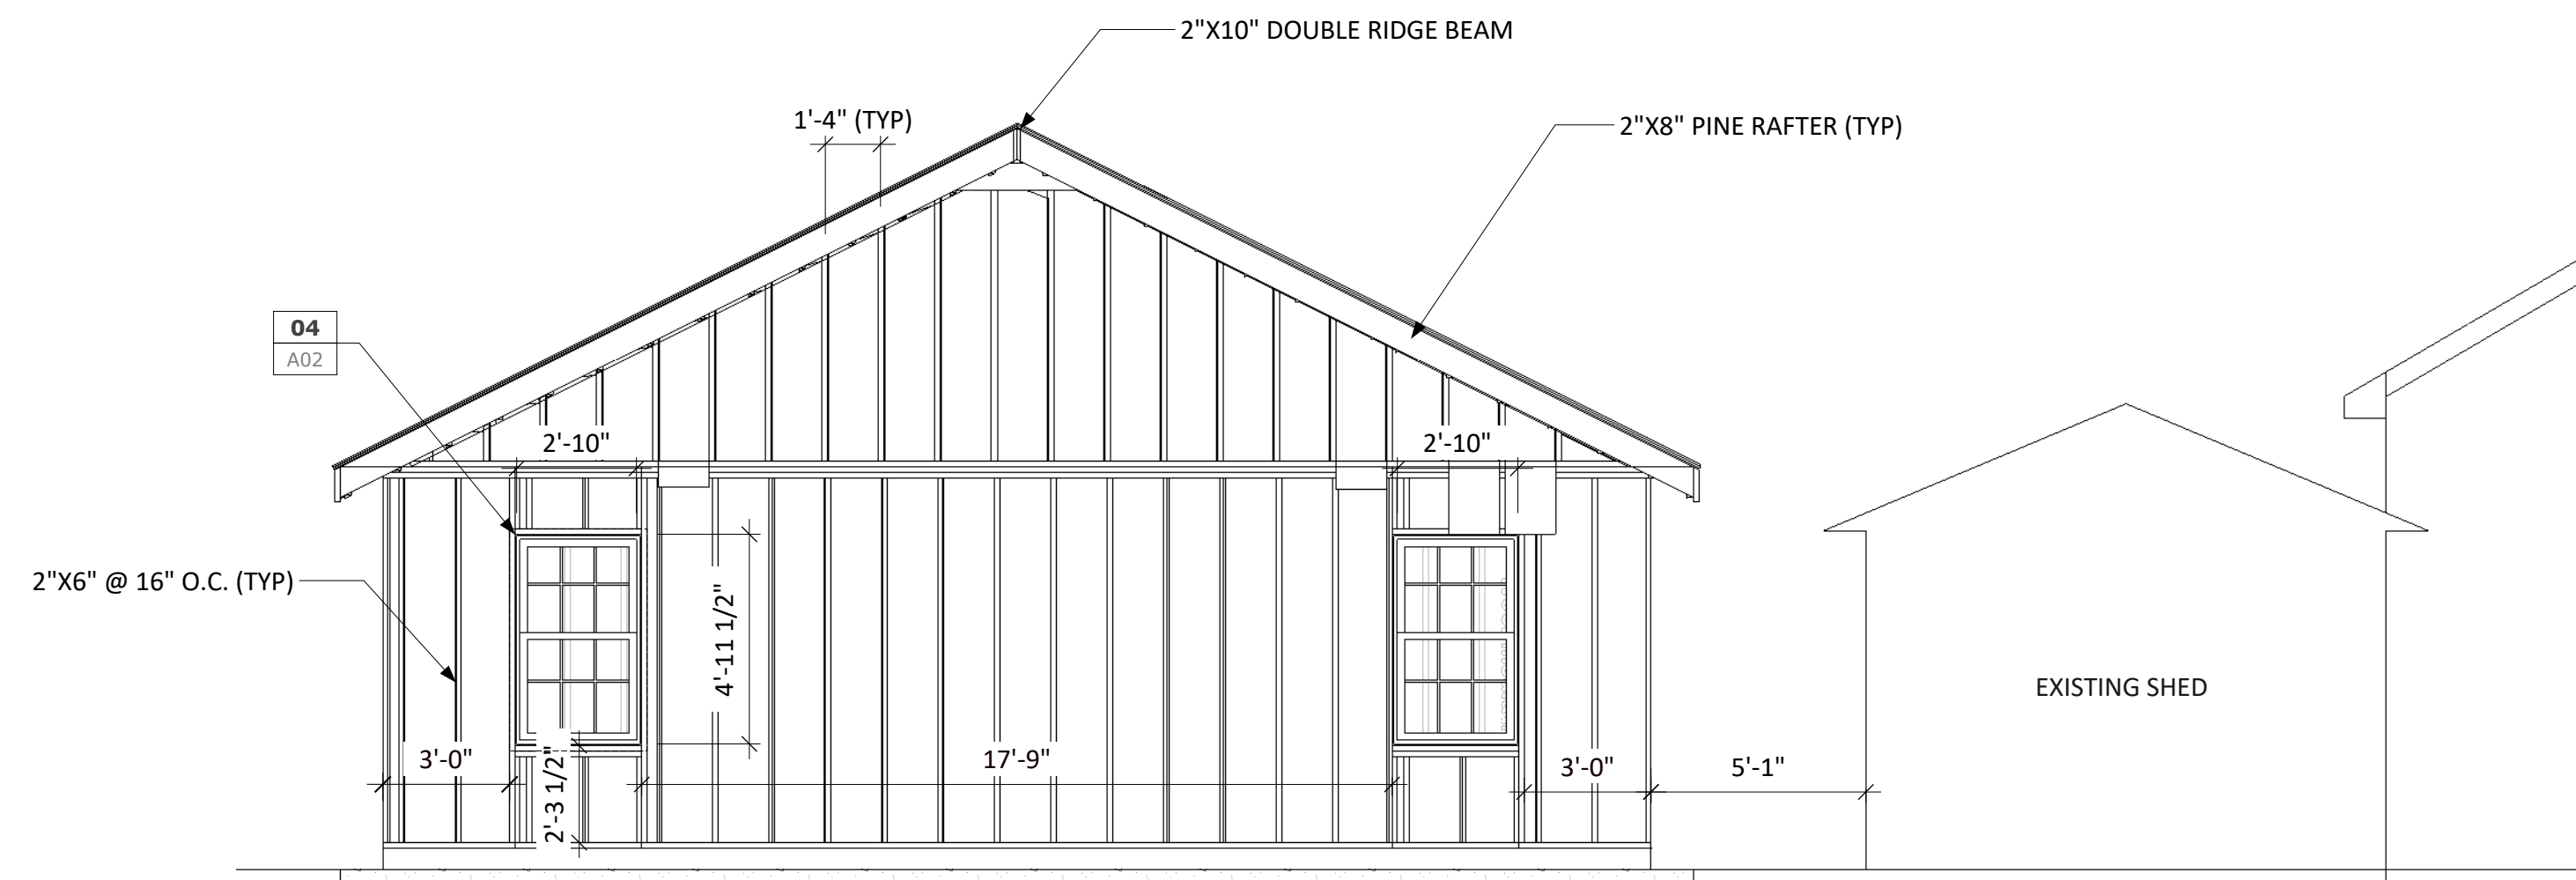 2"X10" DOUBLE RIDGE BEAM
1'-4" (TYP)
2"X8" PINE RAFTER (TYP)
04
A02
2'-10"
2'-10"
2"X6" @ 16" O.C. (TYP)
4'-11 1/2"
EXISTING SHED
3'-0"
2'-3 1/2"
17'-9"
3'-0"
5'-1"